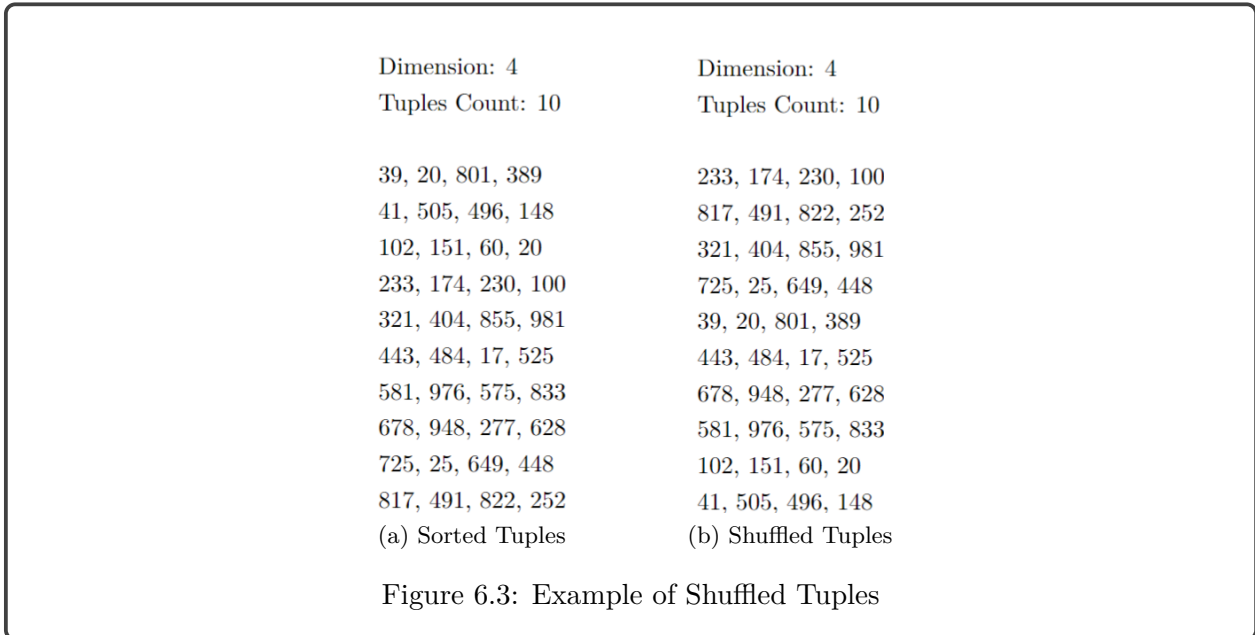 Dimension: 4
Tuples Count: 10
39, 20, 801, 389
41, 505, 496, 148
102, 151, 60, 20
233, 174, 230, 100
321, 404, 855, 981
443, 484, 17, 525
581, 976, 575, 833
678, 948, 277, 628
725, 25, 649, 448
817, 491, 822, 252
(a) Sorted Tuples
Dimension: 4
Tuples Count: 10
233, 174, 230, 100
817, 491, 822, 252
321, 404, 855, 981
725, 25, 649, 448
39, 20, 801, 389
443, 484, 17, 525
678, 948, 277, 628
581, 976, 575, 833
102, 151, 60, 20
41, 505, 496, 148
(b) Shuffled Tuples
Figure 6.3: Example of Shuffled Tuples